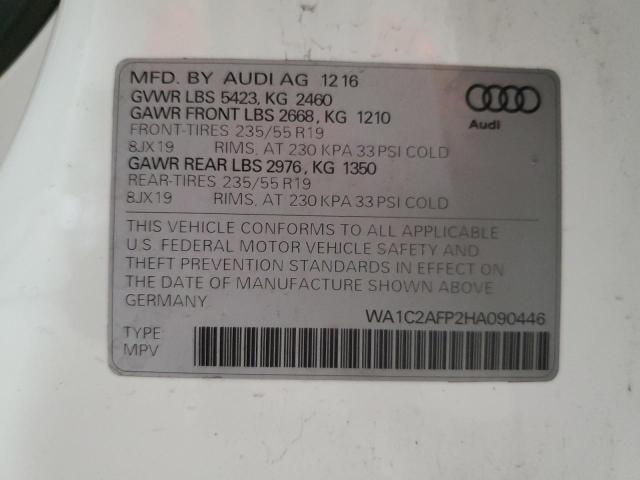 MFD. BY AUDI AG 12 16
GVWR LBS 5423, KG 2460
GAWR FRONT LBS 2668, KG 1210
FRONT-TIRES 235/55 R19
8JX19 RIMS, AT 230 KPA 33 PSI COLD
GAWR REAR LBS 2976, KG 1350
REAR-TIRES 235/55 R19
8JX19 RIMS, AT 230 KPA 33 PSI COLD
Audi
THIS VEHICLE CONFORMS TO ALL APPLICABLE
U.S. FEDERAL MOTOR VEHICLE SAFETY AND
THEFT PREVENTION STANDARDS IN EFFECT ON
THE DATE OF MANUFACTURE SHOWN ABOVE
GERMANY
WA1C2AFP2HA090446
TYPE
MPV